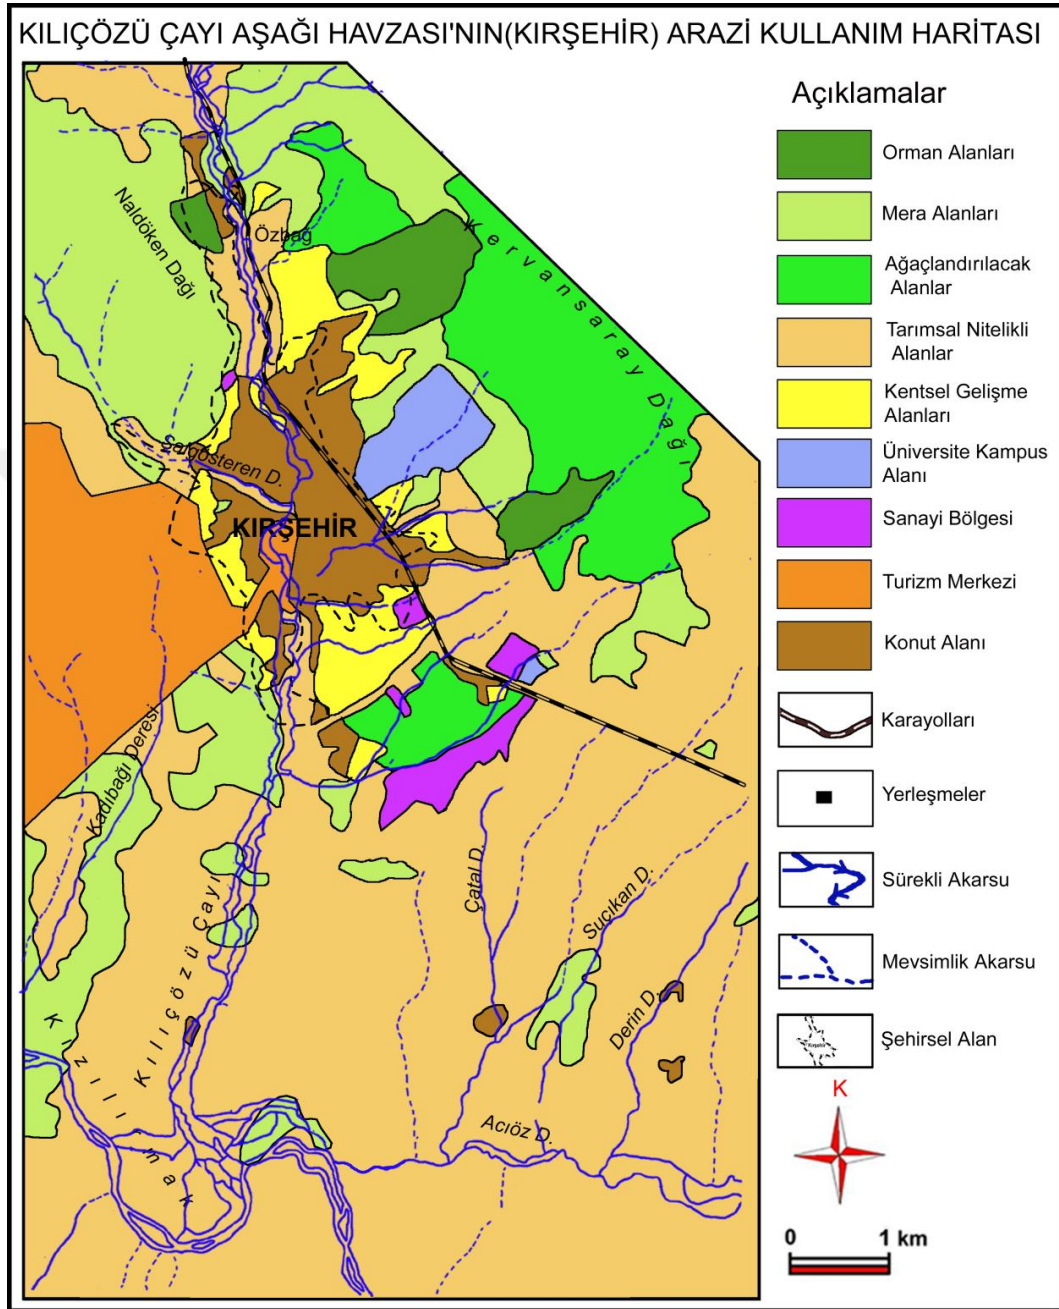 KILIÇÖZÜ ÇAYI AŞAĞI HAVZASI'NIN(KIRŞEHİR) ARAZİ KULLANIM HARİTASI
Açıklamalar
Orman Alanları
Mera Alanları
Ağaçlandırılacak
Alanlar
Tarımsal Nitelikli
Alanlar
Kentsel Gelişme
Alanları
Üniversite Kampus
Alanı
Sanayi Bölgesi
Turizm Merkezi
Konut Alanı
Karayolları
Yerleşmeler
Sürekli Akarsu
Mevsimlik Akarsu
Şehirsel Alan
K
0 1 km
Naldöken Dağı
Özbağ
Kervansaray Dağı
Salgösteren D.
KIRŞEHİR
Kadıbağı Deresi
Kılıçözü Çayı
Çatal D.
Suçıkan D.
Derin D.
Kızılırmak
Acıöz D.